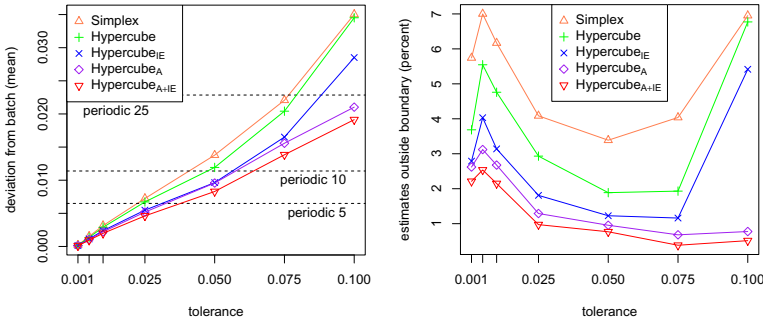 Simplex
Hypercube
Hypercube_IE
Hypercube_A
Hypercube_A+IE
periodic 25
periodic 10
periodic 5
deviation from batch (mean)
0.000
0.010
0.020
0.030
0.001
0.025
0.050
0.075
0.100
tolerance
Simplex
Hypercube
Hypercube_IE
Hypercube_A
Hypercube_A+IE
estimates outside boundary (percent)
7
6
5
4
3
2
1
0.001
0.025
0.050
0.075
0.100
tolerance